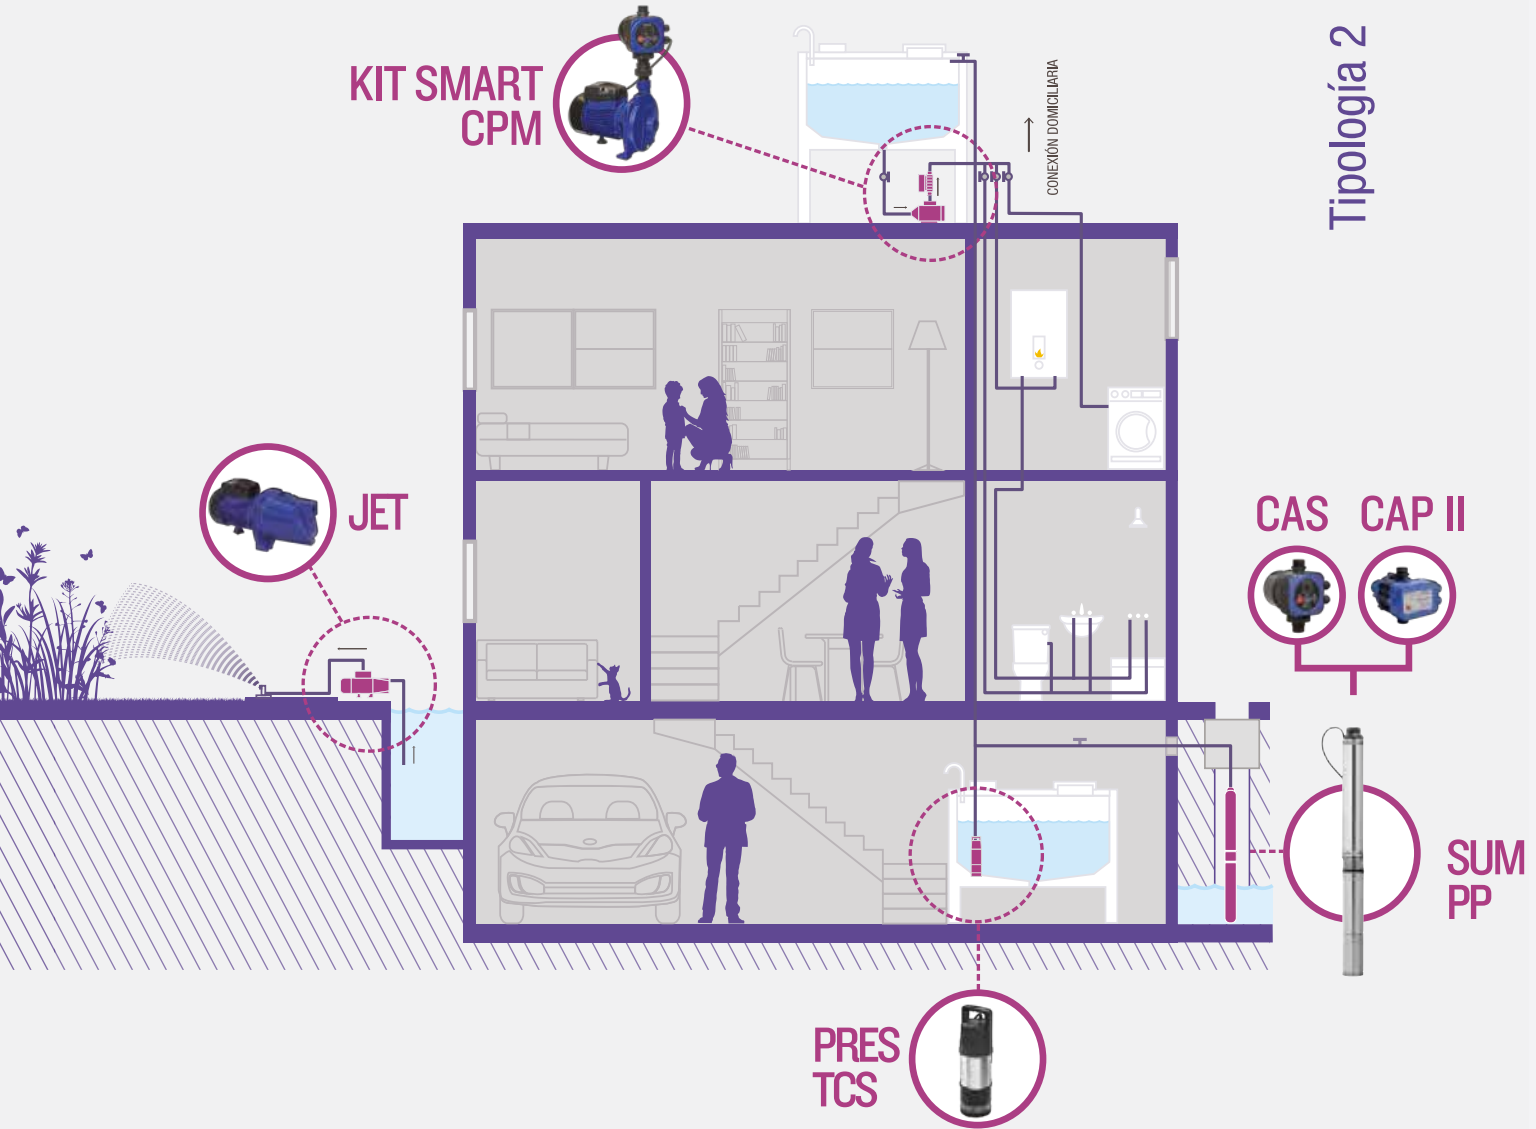 KIT SMART
CPM
CONEXIÓN DOMICILIARIA
Tipología 2
JET
CAS
CAP II
SUM
PP
PRES
TCS